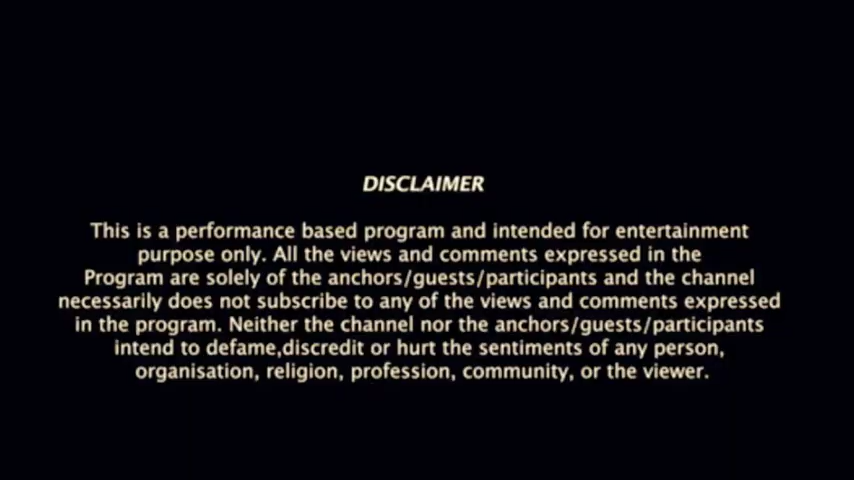 DISCLAIMER
This is a performance based program and intended for entertainment
purpose only. All the views and comments expressed in the
Program are solely of the anchors/guests/participants and the channel
necessarily does not subscribe to any of the views and comments expressed
in the program. Neither the channel nor the anchors/guests/participants
intend to defame,discredit or hurt the sentiments of any person,
organisation, religion, profession, community, or the viewer.